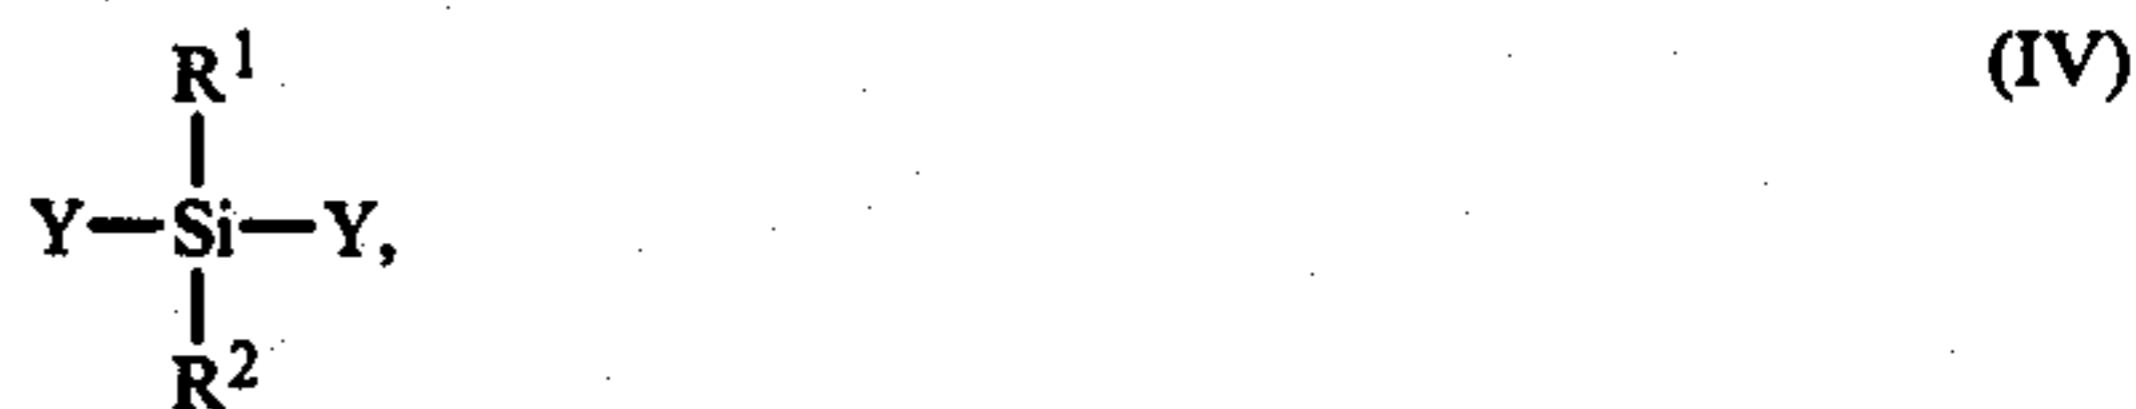 R1 (IV)
Y—Si—Y,
R2